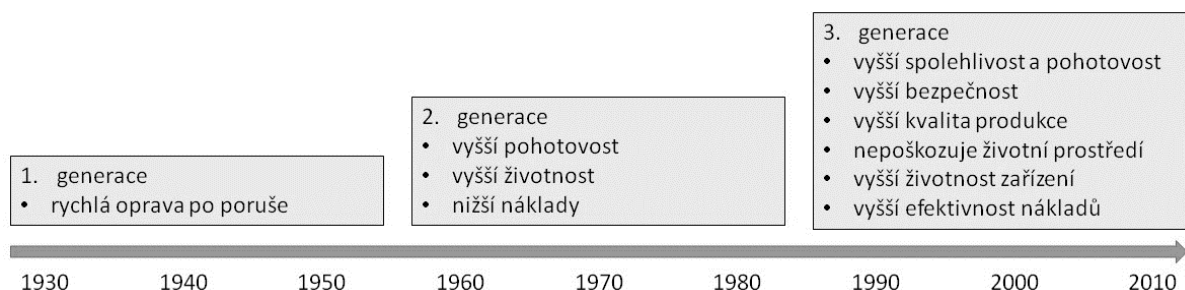 1. generace
• rychlá oprava po poruše
2. generace
• vyšší pohotovost
• vyšší životnost
• nižší náklady
3. generace
• vyšší spolehlivost a pohotovost
• vyšší bezpečnost
• vyšší kvalita produkce
• nepoškozuje životní prostředí
• vyšší životnost zařízení
• vyšší efektivnost nákladů
1930 1940 1950 1960 1970 1980 1990 2000 2010